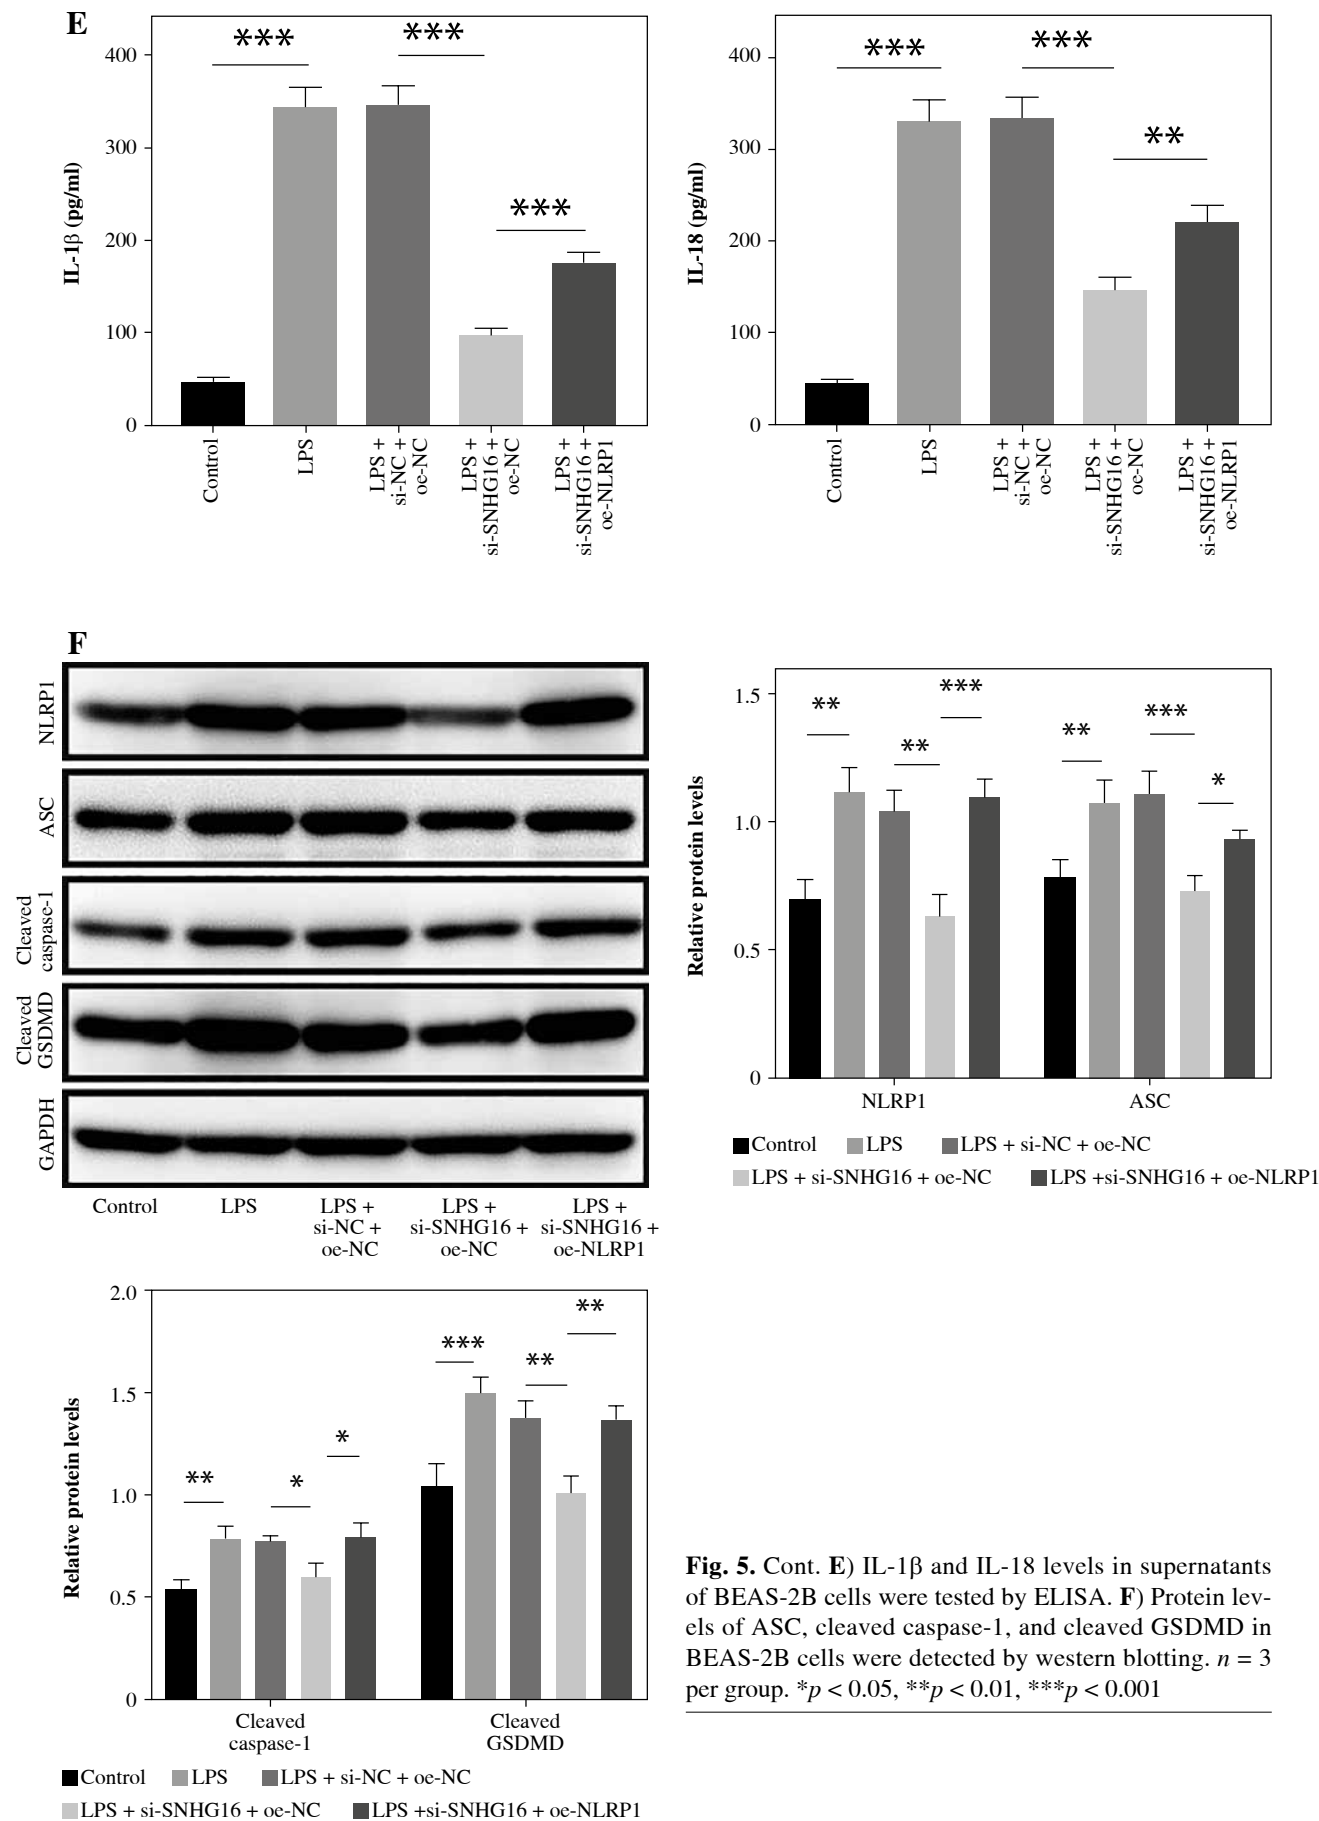 E
***
***
***
400
300
200
100
0
IL-1β (pg/ml)
Control
LPS
LPS +
si-NC +
oe-NC
LPS +
si-SNHG16 +
oe-NC
LPS +
si-SNHG16 +
oe-NLRP1
***
***
**
400
300
200
100
0
IL-18 (pg/ml)
Control
LPS
LPS +
si-NC +
oe-NC
LPS +
si-SNHG16 +
oe-NC
LPS +
si-SNHG16 +
oe-NLRP1
F
NLRP1
ASC
Cleaved
caspase-1
Cleaved
GSDMD
GAPDH
Control
LPS
LPS +
si-NC +
oe-NC
LPS +
si-SNHG16 +
oe-NC
LPS +
si-SNHG16 +
oe-NLRP1
1.5
1.0
0.5
0
Relative protein levels
**
**
***
**
***
*
NLRP1
ASC
Control
LPS
LPS + si-NC + oe-NC
LPS + si-SNHG16 + oe-NC
LPS +si-SNHG16 + oe-NLRP1
2.0
1.5
1.0
0.5
0
Relative protein levels
**
*
*
***
**
**
Cleaved
caspase-1
Cleaved
GSDMD
Control
LPS
LPS + si-NC + oe-NC
LPS + si-SNHG16 + oe-NC
LPS +si-SNHG16 + oe-NLRP1
Fig. 5. Cont. E) IL-1β and IL-18 levels in supernatants
of BEAS-2B cells were tested by ELISA. F) Protein lev-
els of ASC, cleaved caspase-1, and cleaved GSDMD in
BEAS-2B cells were detected by western blotting. n = 3
per group. *p < 0.05, **p < 0.01, ***p < 0.001